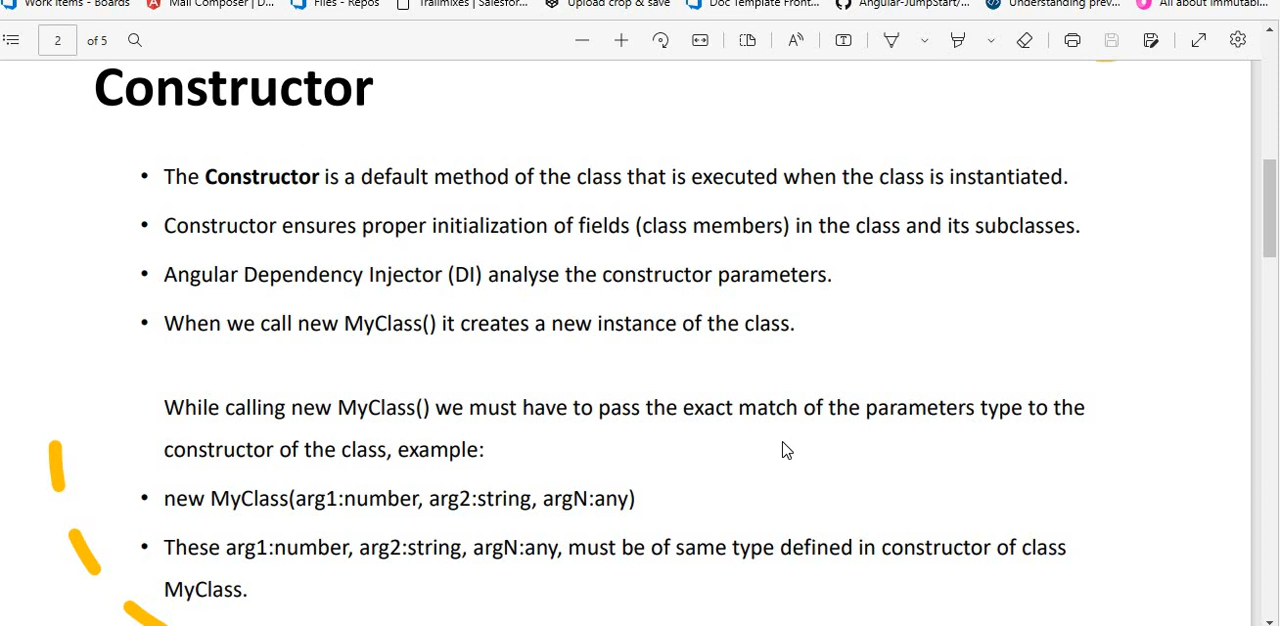 Work Items - Boards
Mail Composer | D...
Files - Repos
Trailmixes | Salesfor...
Upload crop & save
Doc Template Front...
Angular-JumpStart/...
Understanding prev...
All about Immutabl...
2 of 5
Constructor
• The Constructor is a default method of the class that is executed when the class is instantiated.
• Constructor ensures proper initialization of fields (class members) in the class and its subclasses.
• Angular Dependency Injector (DI) analyse the constructor parameters.
• When we call new MyClass() it creates a new instance of the class.
While calling new MyClass() we must have to pass the exact match of the parameters type to the
constructor of the class, example:
• new MyClass(arg1:number, arg2:string, argN:any)
• These arg1:number, arg2:string, argN:any, must be of same type defined in constructor of class
MyClass.